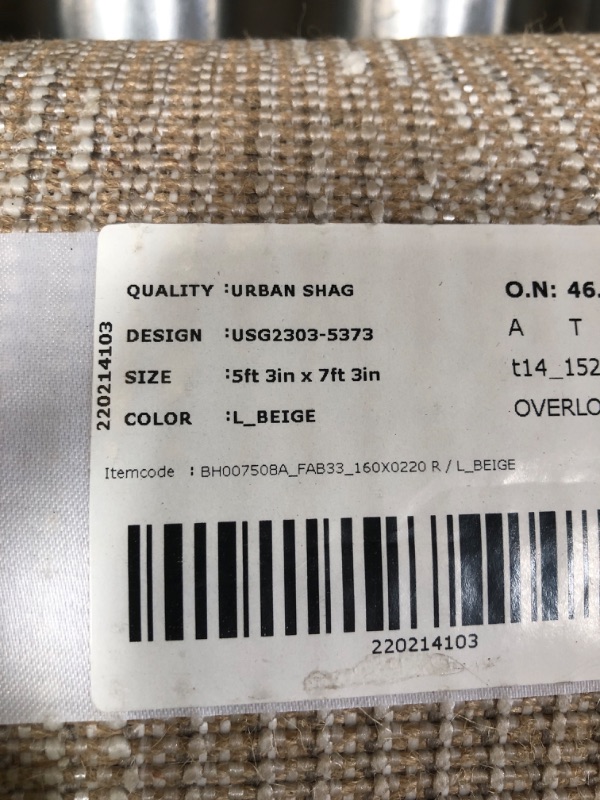 QUALITY :URBAN SHAG
DESIGN :USG2303-5373
SIZE :5ft 3in x 7ft 3in
COLOR :L_BEIGE
O.N: 46.
A T
t14_152
OVERLO
220214103
Itemcode : BH007508A_FAB33_160X0220 R / L_BEIGE
220214103